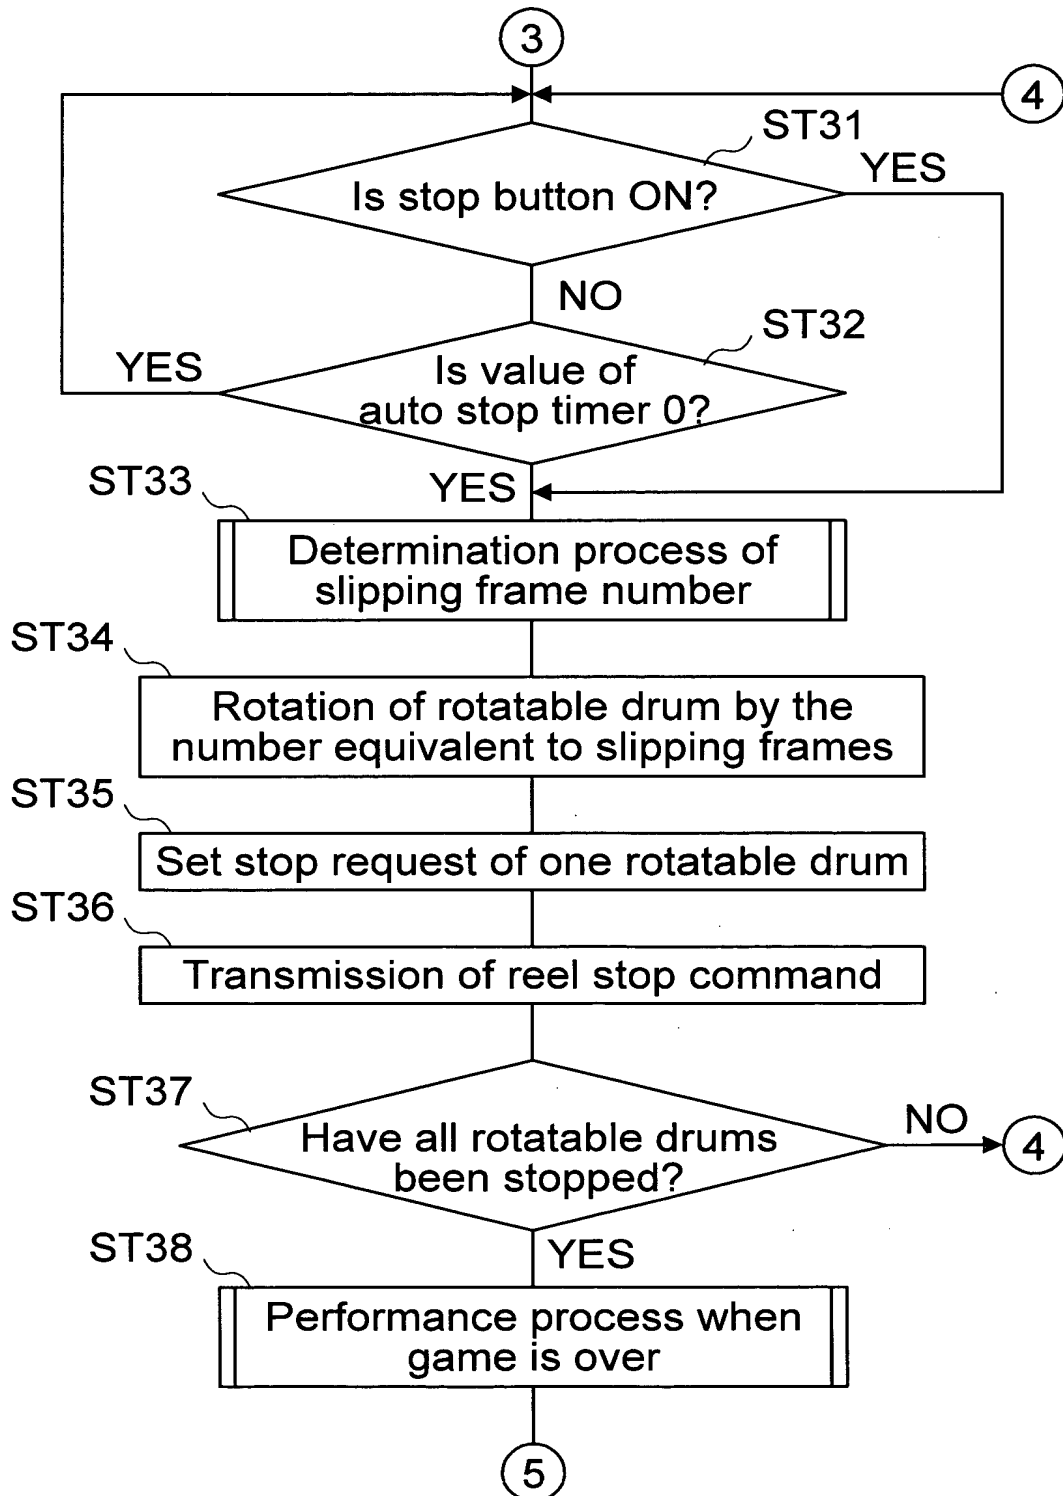 3
4
ST31
YES
Is stop button ON?
NO
ST32
YES
Is value of
auto stop timer 0?
YES
ST33
Determination process of
slipping frame number
ST34
Rotation of rotatable drum by the
number equivalent to slipping frames
ST35
Set stop request of one rotatable drum
ST36
Transmission of reel stop command
ST37
NO
Have all rotatable drums
been stopped?
4
YES
ST38
Performance process when
game is over
5